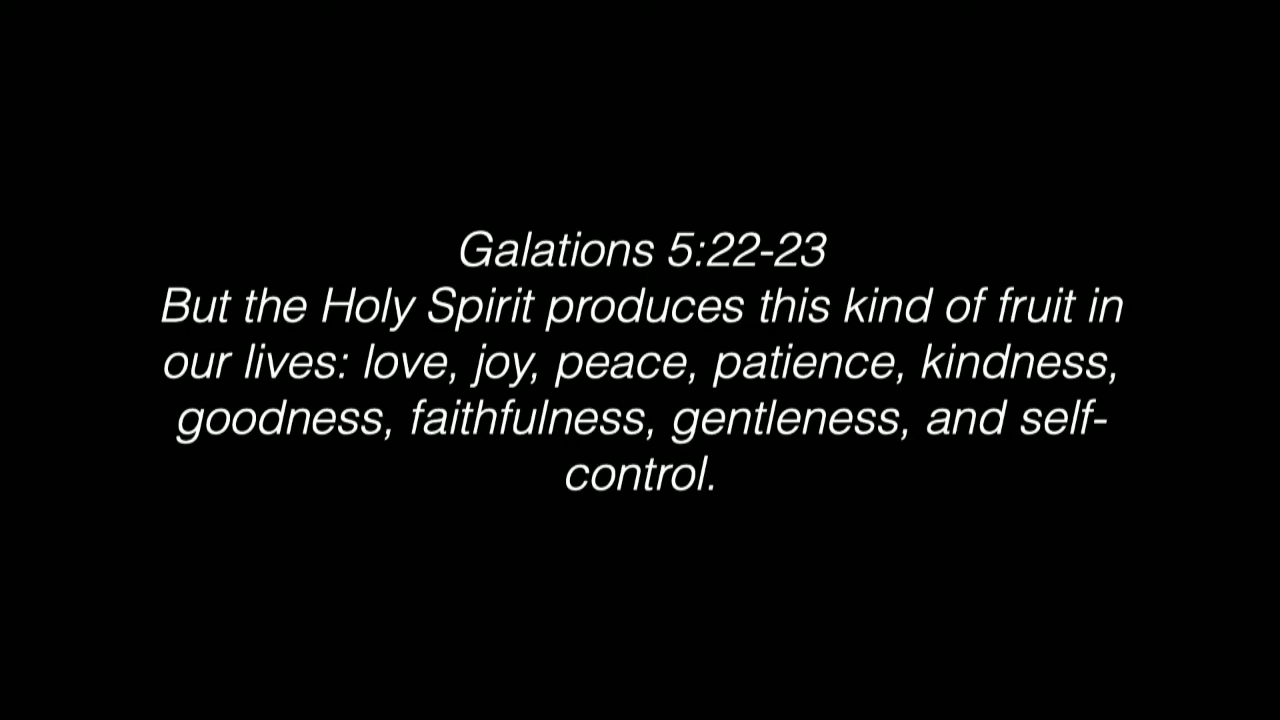 Galations 5:22-23
But the Holy Spirit produces this kind of fruit in
our lives: love, joy, peace, patience, kindness,
goodness, faithfulness, gentleness, and self-
control.